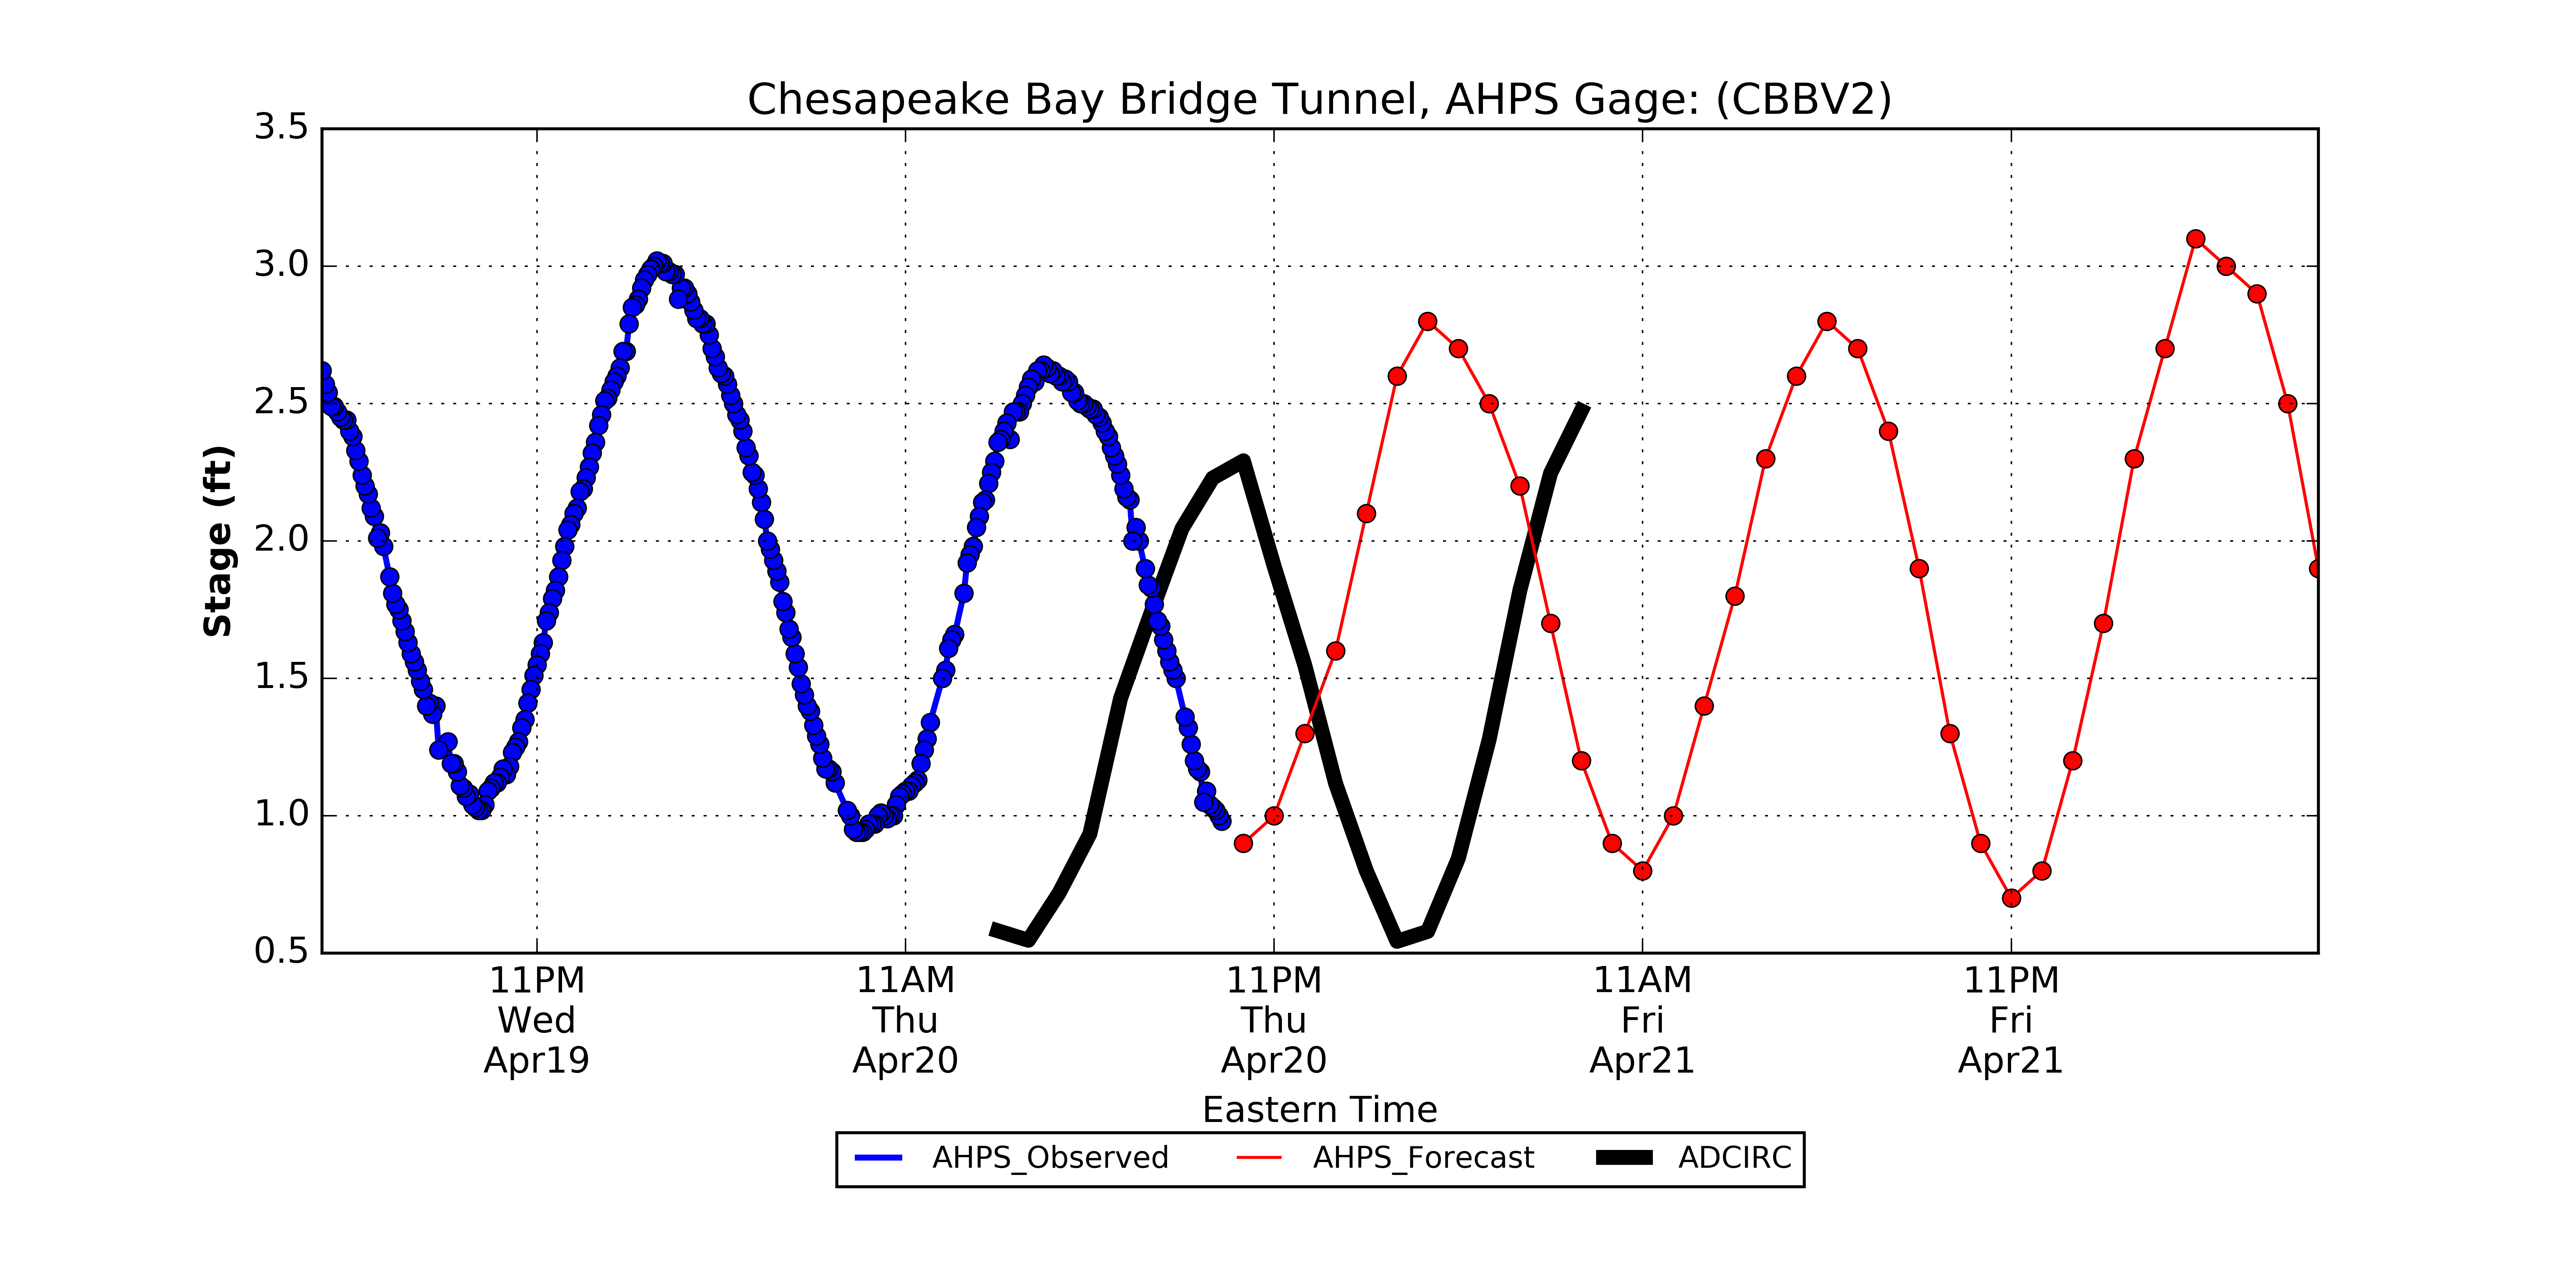 Chesapeake Bay Bridge Tunnel, AHPS Gage: (CBBV2)
3.5
3.0
2.5
2.0
1.5
1.0
0.5
Stage (ft)
11PM 11AM 11PM 11AM 11PM
Wed Thu Thu Fri Fri
Apr19 Apr20 Apr20 Apr21 Apr21
Eastern Time
AHPS_Observed AHPS_Forecast ADCIRC